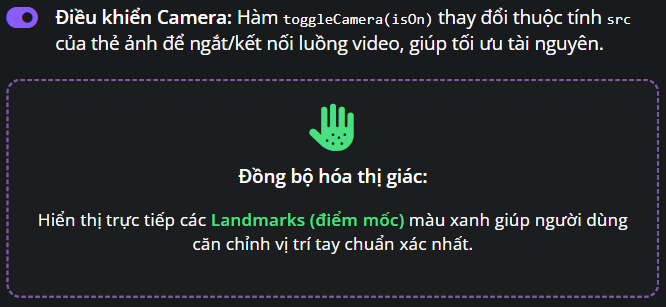 Điều khiển Camera: Hàm toggleCamera(isOn) thay đổi thuộc tính src
của thẻ ảnh để ngắt/kết nối luồng video, giúp tối ưu tài nguyên.
Đồng bộ hóa thị giác:
Hiển thị trực tiếp các Landmarks (điểm mốc) màu xanh giúp người dùng
căn chỉnh vị trí tay chuẩn xác nhất.